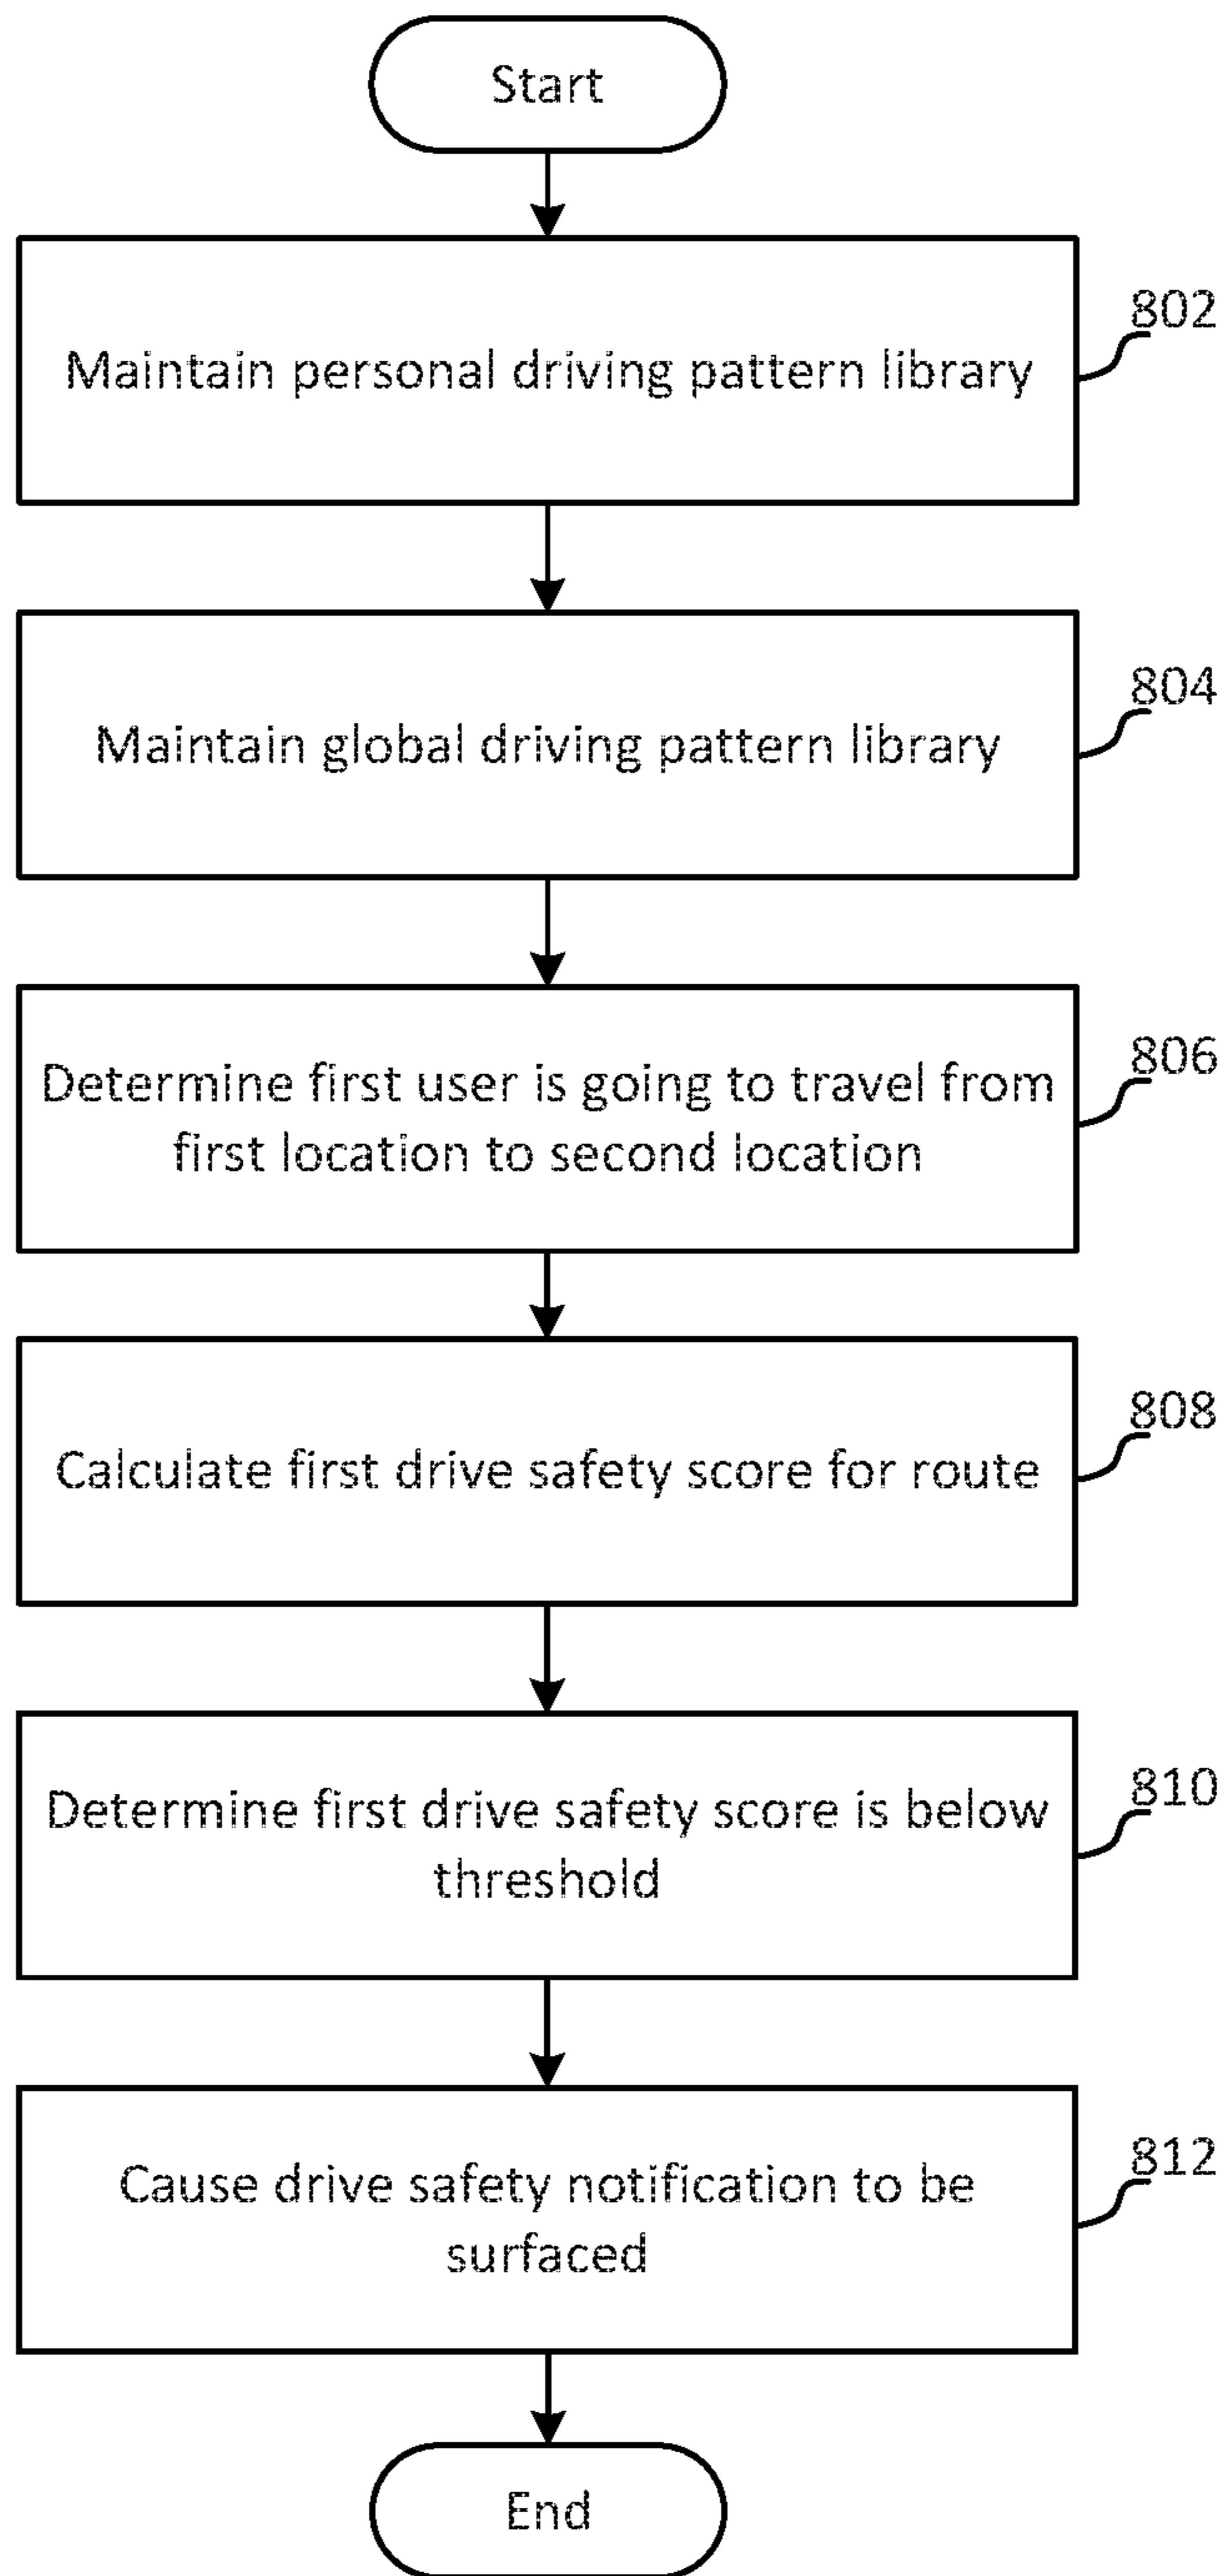 Start
802
Maintain personal driving pattern library
804
Maintain global driving pattern library
806
Determine first user is going to travel from
first location to second location
808
Calculate first drive safety score for route
810
Determine first drive safety score is below
threshold
812
Cause drive safety notification to be
surfaced
End